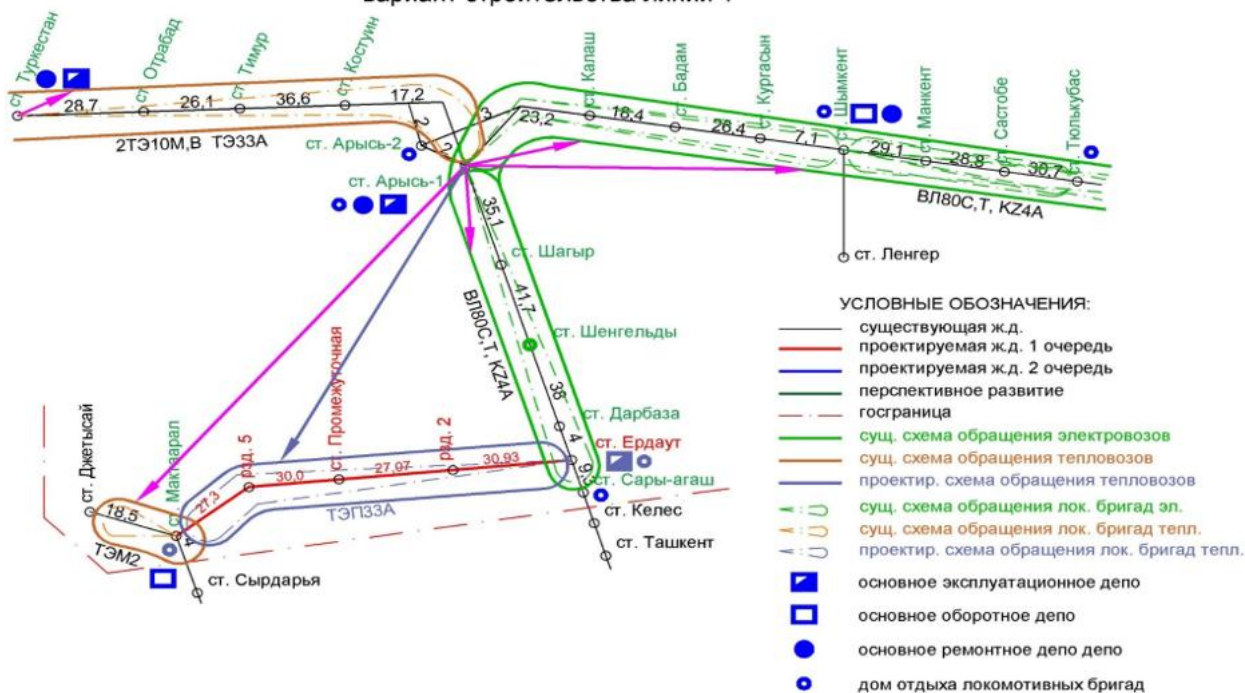 вариант строительства линия 1
ст. Туркестан
28,7
ст. Отрабад
26,1
ст. Тимур
36,6
ст. Костуин
17,2
2ТЭ10М,В ТЭ33А
ст. Арысь-2
2
3
ст. Арысь-1
23,2
ст. Калаш
18,4
ст. Бадам
26,4
ст. Кургасын
7,1
ст. Шымкент
29,1
ст. Манкент
28,8
ст. Састобе
30,7
ст. Тюлькубас
ВЛ80С,Т, KZ4A
ст. Ленгер
35,1
ст. Шагыр
41,7
ст. Шенгельды
ВЛ80С,Т, KZ4A
38
ст. Дарбаза
4
ст. Ердаут
9,3
ст. Сары-агаш
ст. Келес
ст. Ташкент
ст. Джетысай
18,5
ст. Мактаарал
ТЭМ2
4
ст. Сырдарья
27,3
рзд. 5
30,0
ст. Промежуточная
27,07
рзд. 2
30,93
ТЭП33А
УСЛОВНЫЕ ОБОЗНАЧЕНИЯ:
существующая ж.д.
проектируемая ж.д. 1 очередь
проектируемая ж.д. 2 очередь
перспективное развитие
госграница
сущ. схема обращения электровозов
сущ. схема обращения тепловозов
проектир. схема обращения тепловозов
сущ. схема обращения лок. бригад эл.
сущ. схема обращения лок. бригад тепл.
проектир. схема обращения лок. бригад тепл.
основное эксплуатационное депо
основное оборотное депо
основное ремонтное депо депо
дом отдыха локомотивных бригад